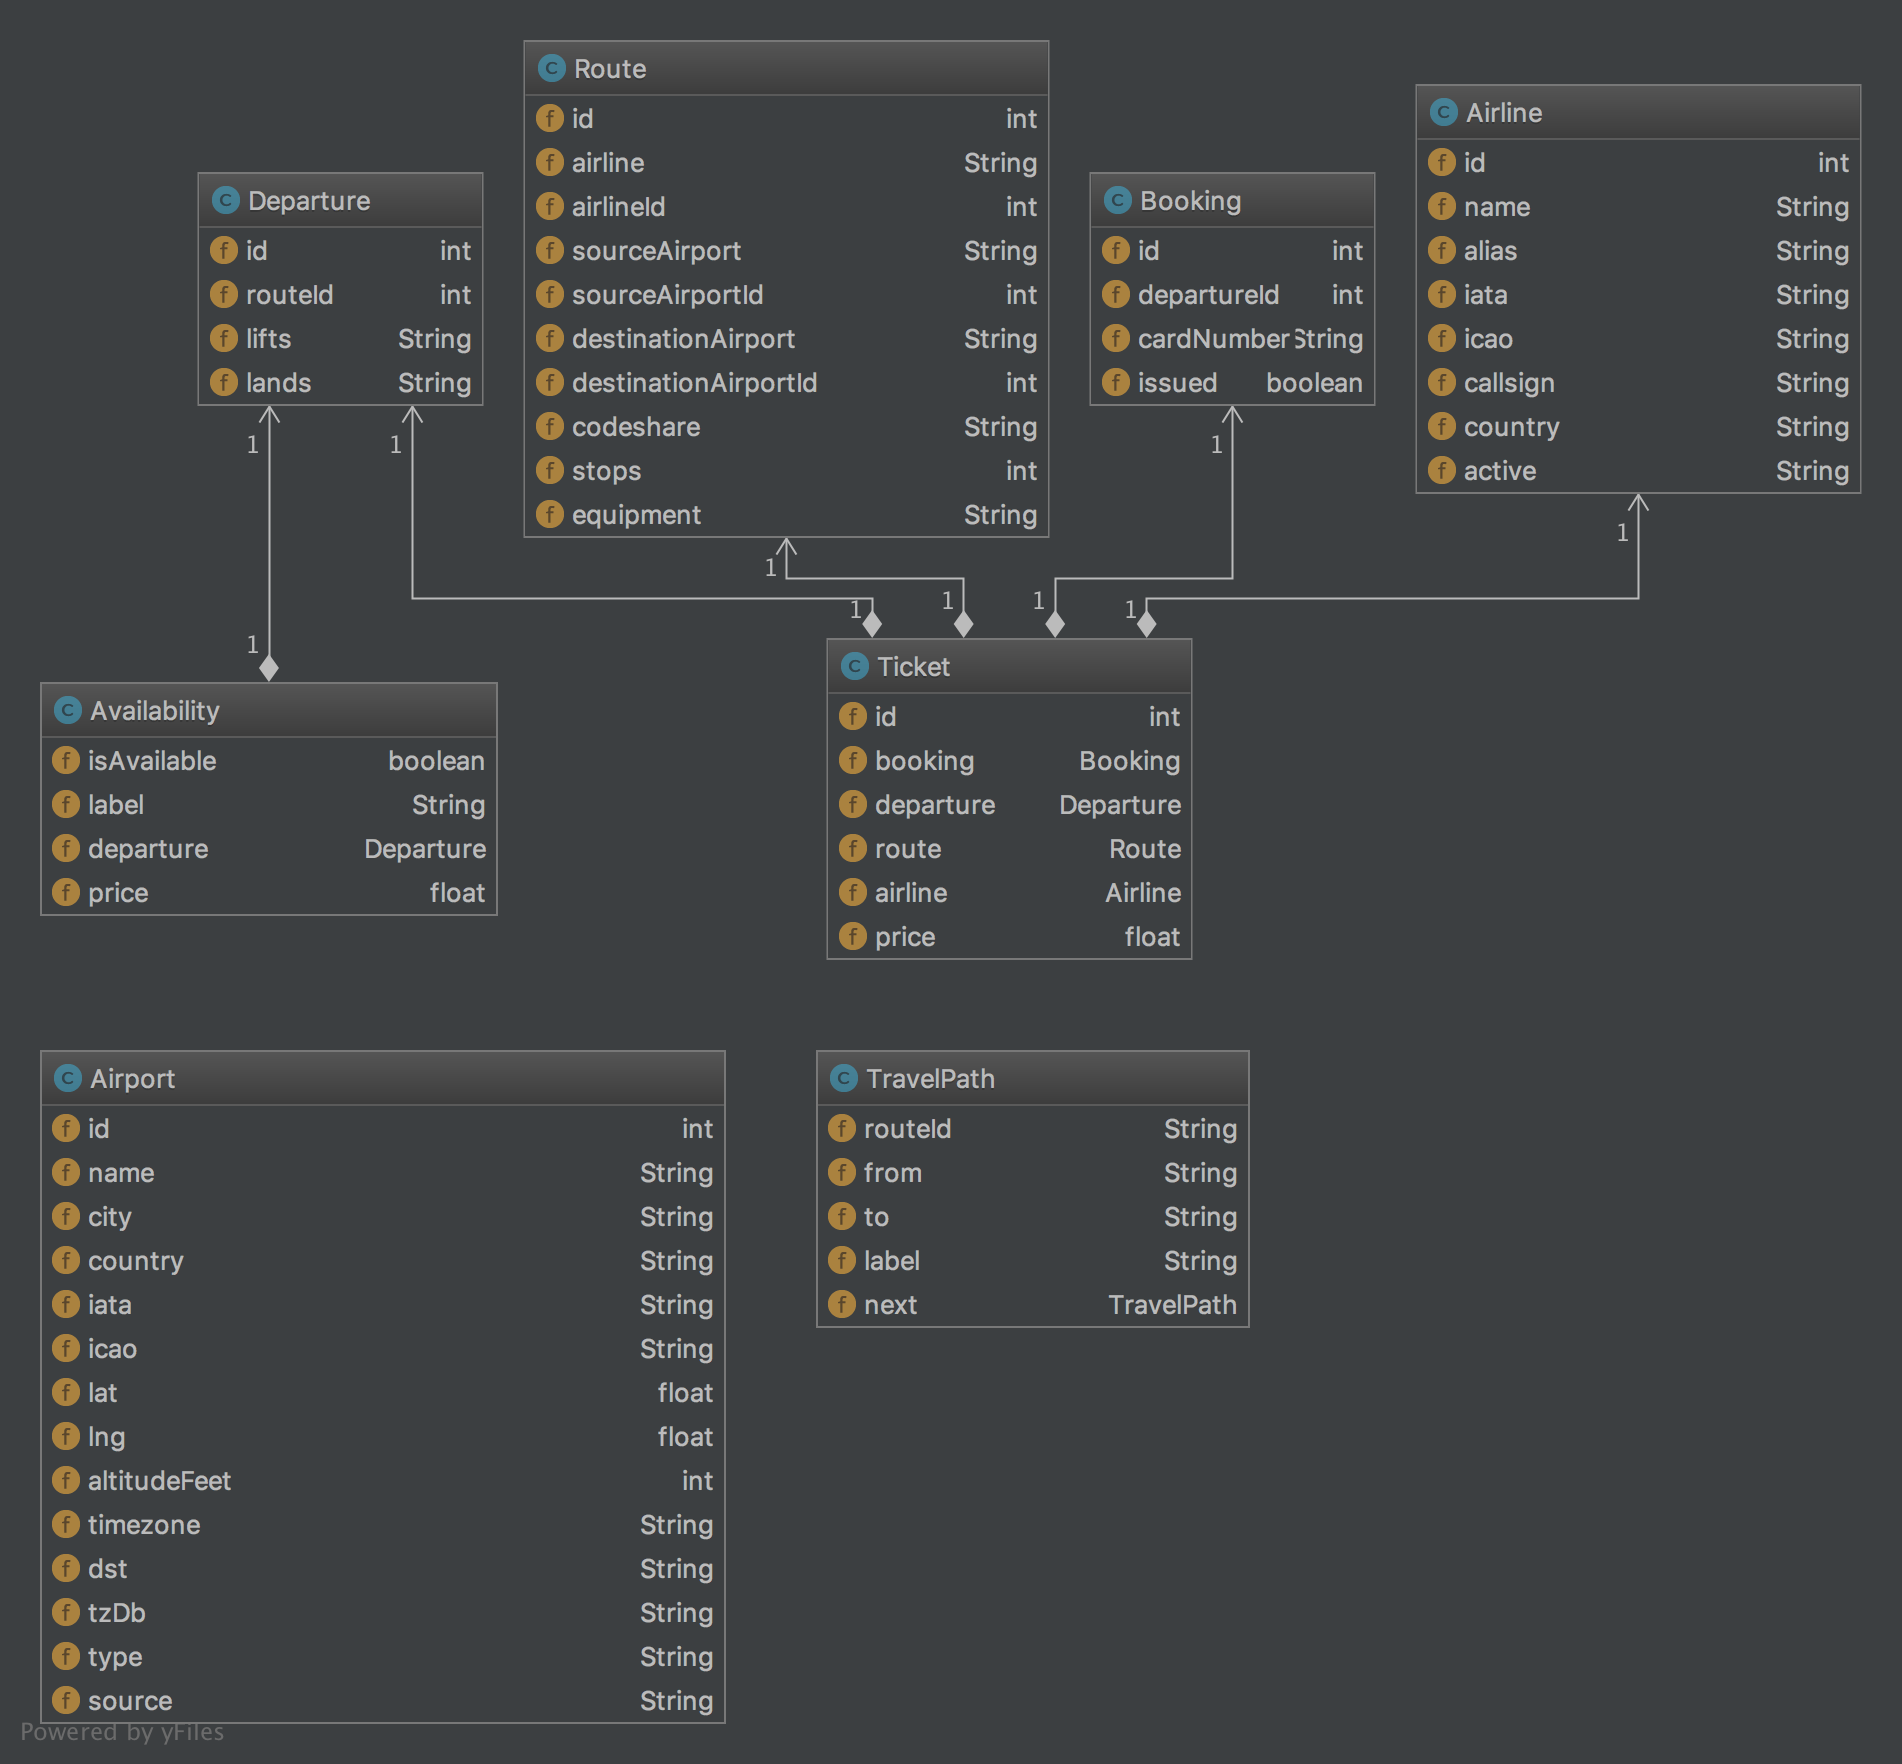 C Route
f id int
f airline String
f airlineId int
f sourceAirport String
f sourceAirportId int
f destinationAirport String
f destinationAirportId int
f codeshare String
f stops int
f equipment String
C Airline
f id int
f name String
f alias String
f iata String
f icao String
f callsign String
f country String
f active String
C Departure
f id int
f routeId int
f lifts String
f lands String
C Booking
f id int
f departureId int
f cardNumber String
f issued boolean
1
1
1
1
1
1
1
1
1
1
C Ticket
f id int
f booking Booking
f departure Departure
f route Route
f airline Airline
f price float
C Availability
f isAvailable boolean
f label String
f departure Departure
f price float
C Airport
f id int
f name String
f city String
f country String
f iata String
f icao String
f lat float
f lng float
f altitudeFeet int
f timezone String
f dst String
f tzDb String
f type String
f source String
C TravelPath
f routeId String
f from String
f to String
f label String
f next TravelPath
Powered by yFiles